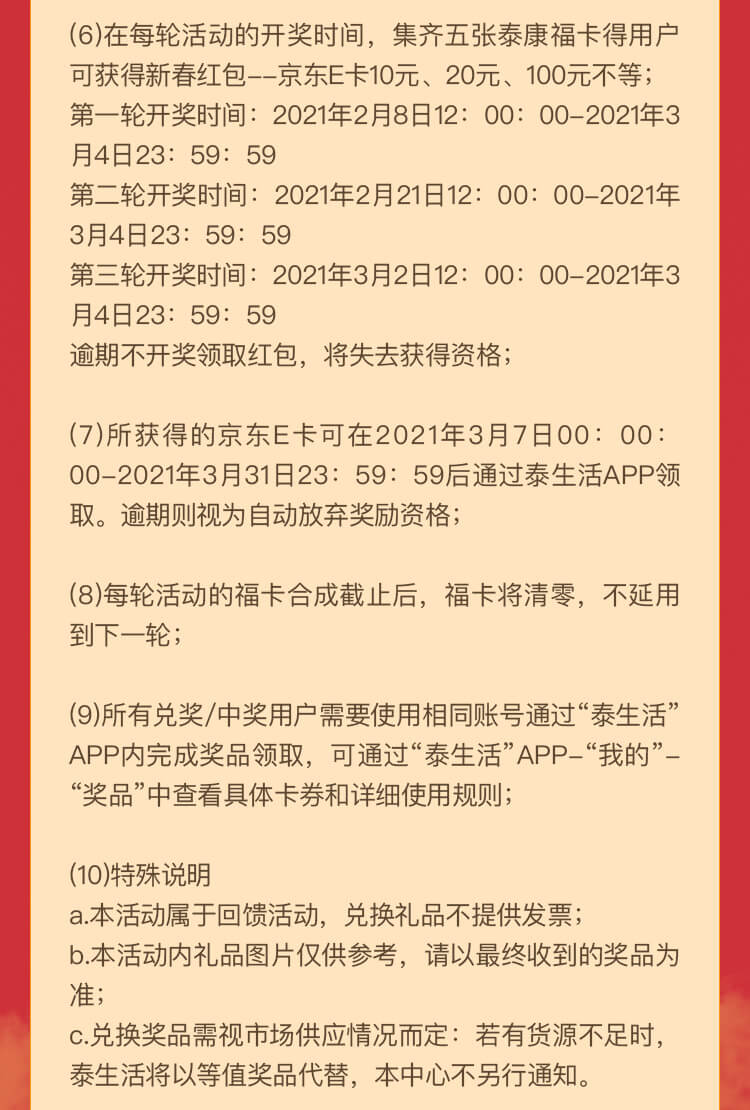 (6)在每轮活动的开奖时间，集齐五张泰康福卡得用户
可获得新春红包--京东E卡10元、20元、100元不等；
第一轮开奖时间：2021年2月8日12：00：00-2021年3
月4日23：59：59
第二轮开奖时间：2021年2月21日12：00：00-2021年
3月4日23：59：59
第三轮开奖时间：2021年3月2日12：00：00-2021年3
月4日23：59：59
逾期不开奖领取红包，将失去获得资格；
(7)所获得的京东E卡可在2021年3月7日00：00：
00-2021年3月31日23：59：59后通过泰生活APP领
取。逾期则视为自动放弃奖励资格；
(8)每轮活动的福卡合成截止后，福卡将清零，不延用
到下一轮；
(9)所有兑奖/中奖用户需要使用相同账号通过“泰生活”
APP内完成奖品领取，可通过“泰生活”APP-“我的”-
“奖品”中查看具体卡券和详细使用规则；
(10)特殊说明
a.本活动属于回馈活动，兑换礼品不提供发票；
b.本活动内礼品图片仅供参考，请以最终收到的奖品为
准；
c.兑换奖品需视市场供应情况而定：若有货源不足时，
泰生活将以等值奖品代替，本中心不另行通知。